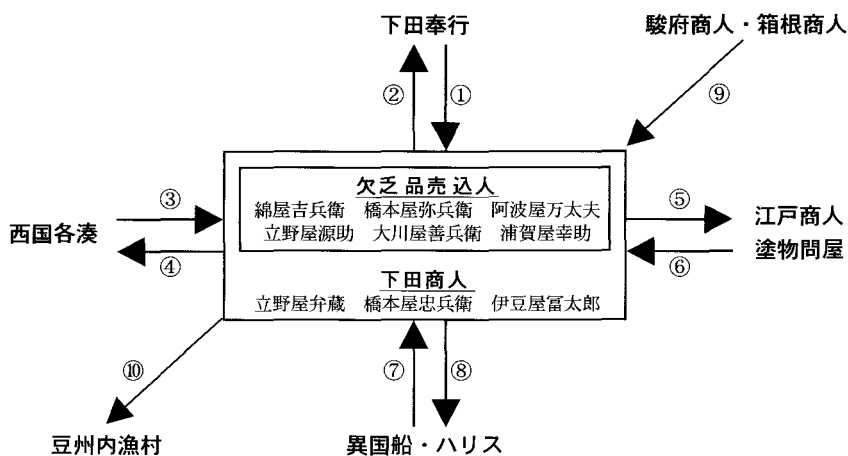 下田奉行
駿府商人・箱根商人
② ① ⑨
欠乏品売込人
綿屋吉兵衛 橋本屋弥兵衛 阿波屋万太夫
立野屋源助 大川屋善兵衛 浦賀屋幸助
③ ⑤
西国各湊
江戸商人
塗物問屋
④ ⑥
下田商人
立野屋弁蔵 橋本屋忠兵衛 伊豆屋冨太郎
⑩ ⑦ ⑧
豆州内漁村
異国船・ハリス